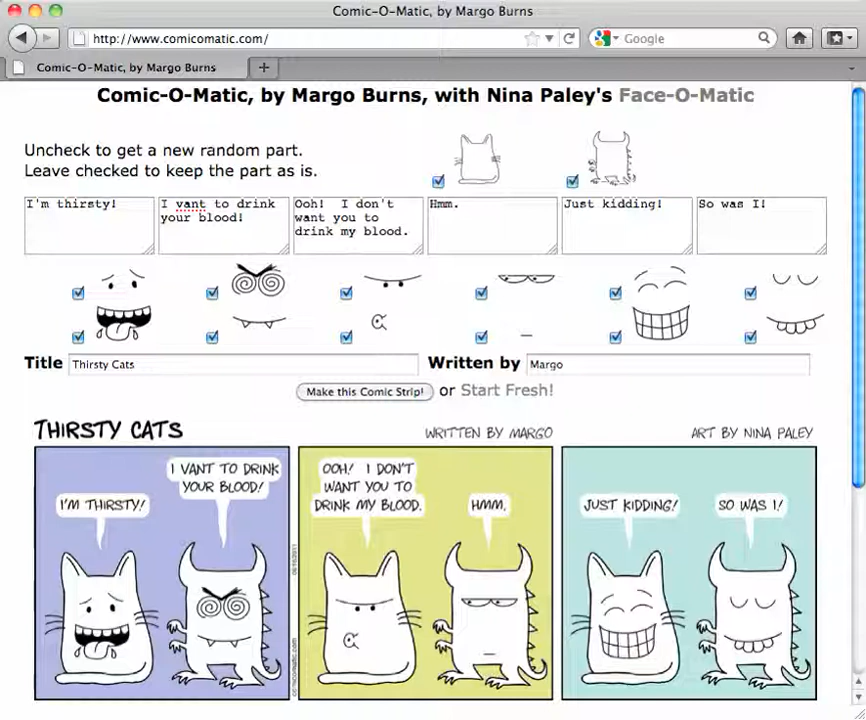 Comic-O-Matic, by Margo Burns
http://www.comicomatic.com/
Google
Comic-O-Matic, by Margo Burns
Comic-O-Matic, by Margo Burns, with Nina Paley's Face-O-Matic
Uncheck to get a new random part.
Leave checked to keep the part as is.
I'm thirsty!
I vant to drink
your blood!
Ooh! I don't
want you to
drink my blood.
Hmm.
Just kidding!
So was I!
Title Thirsty Cats Written by Margo
Make this Comic Strip! or Start Fresh!
THIRSTY CATS WRITTEN BY MARGO ART BY NINA PALEY
I'M THIRSTY!
I VANT TO DRINK
YOUR BLOOD!
OOH! I DON'T
WANT YOU TO
DRINK MY BLOOD.
HMM.
JUST KIDDING!
SO WAS I!